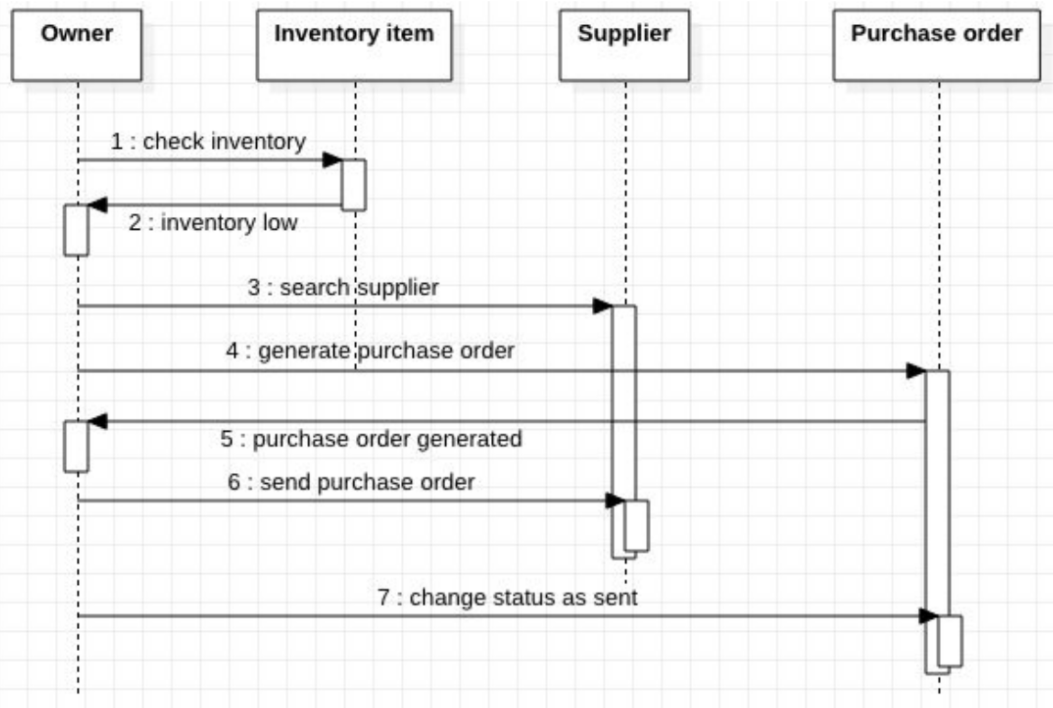 Owner
Inventory item
Supplier
Purchase order
1 : check inventory
2 : inventory low
3 : search supplier
4 : generate purchase order
5 : purchase order generated
6 : send purchase order
7 : change status as sent